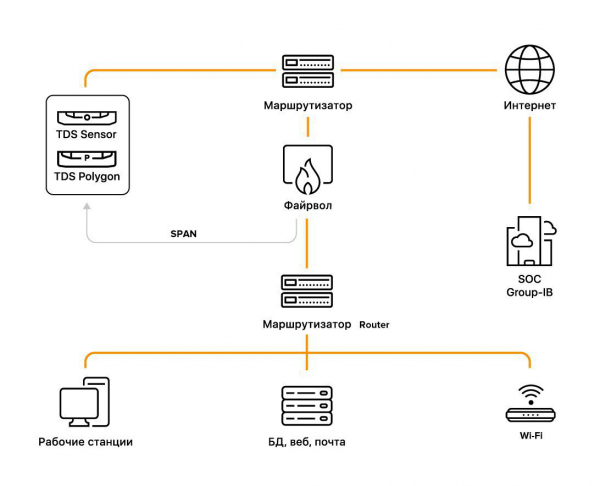 Маршрутизатор
Интернет
TDS Sensor
P
TDS Polygon
Файрвол
SPAN
SOC
Group-IB
Маршрутизатор Router
Рабочие станции
БД, веб, почта
Wi-Fi